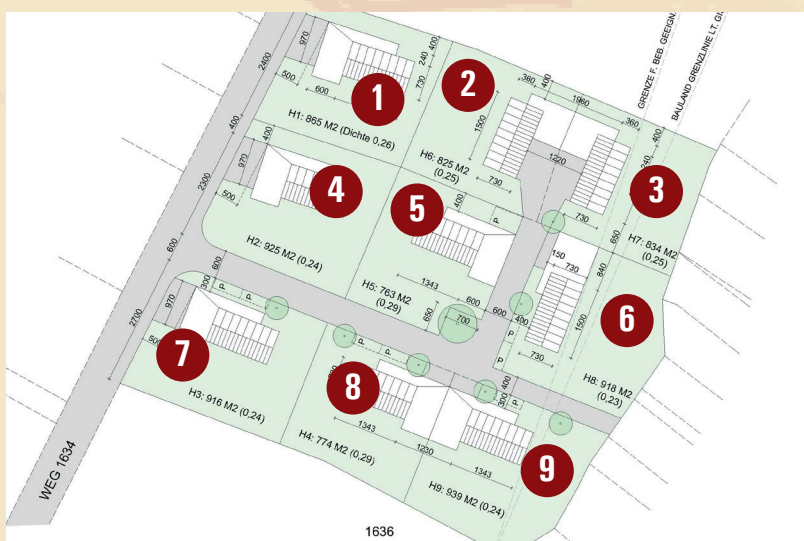 GRENZE F. BEB. GEEIGN.
BAULAND GRENZLINIE LT. G
2400
970
500
600
400
240
730
1
H1: 865 M2 (Dichte 0,26)
2
360
400
1960
360
1500
1220
730
730
H6: 825 M2
(0,25)
400
240
3
650
H7: 834 M2
(0,25)
400
400
970
2300
500
4
H2: 925 M2 (0,24)
5
400
P
1343
H5: 763 M2
(0,29)
650
600
600
400
700
150
730
840
1500
730
6
H8: 918 M2
(0,23)
P
P
600
600
300
P
P
970
2700
7
H3: 916 M2 (0,24)
P
P
8
1343
1230
1343
H4: 774 M2 (0,29)
400
300
P
9
H9: 939 M2 (0,24)
WEG 1634
1636